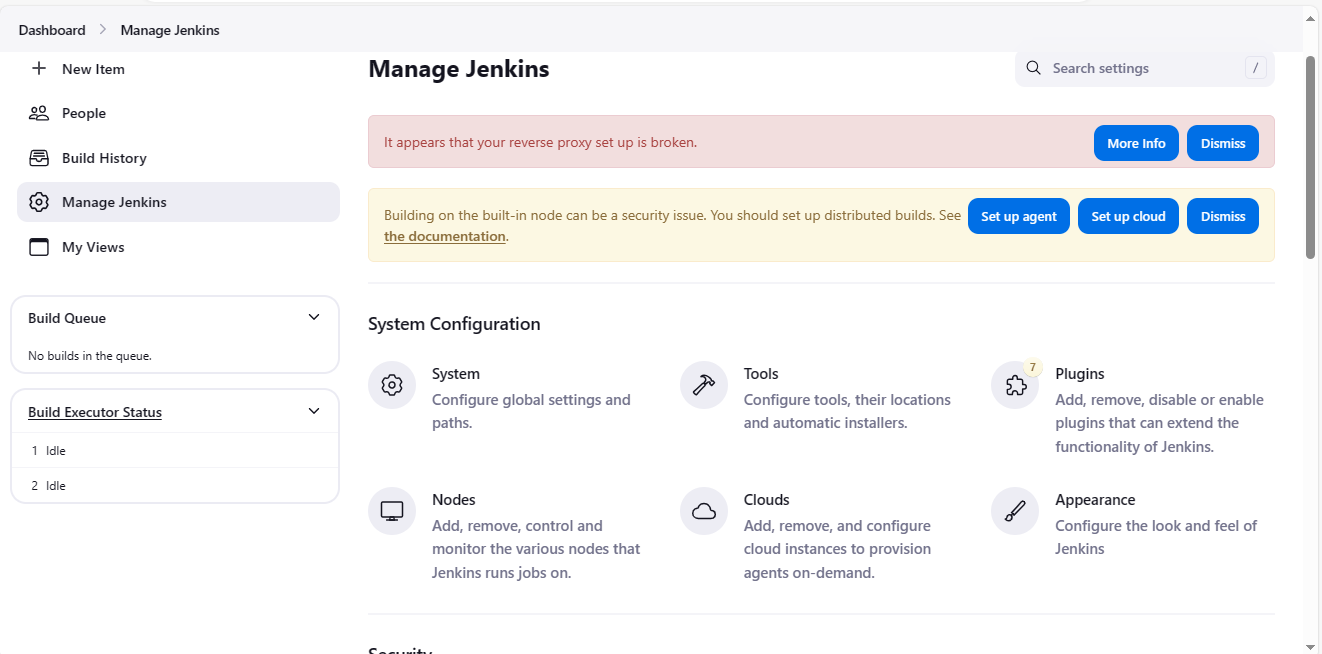 Dashboard > Manage Jenkins
New Item
People
Build History
Manage Jenkins
My Views
Build Queue
No builds in the queue.
Build Executor Status
1 Idle
2 Idle
Manage Jenkins
Search settings /
It appears that your reverse proxy set up is broken.
More Info Dismiss
Building on the built-in node can be a security issue. You should set up distributed builds. See
the documentation.
Set up agent Set up cloud Dismiss
System Configuration
System
Configure global settings and
paths.
Tools
Configure tools, their locations
and automatic installers.
7
Plugins
Add, remove, disable or enable
plugins that can extend the
functionality of Jenkins.
Nodes
Add, remove, control and
monitor the various nodes that
Jenkins runs jobs on.
Clouds
Add, remove, and configure
cloud instances to provision
agents on-demand.
Appearance
Configure the look and feel of
Jenkins
Security